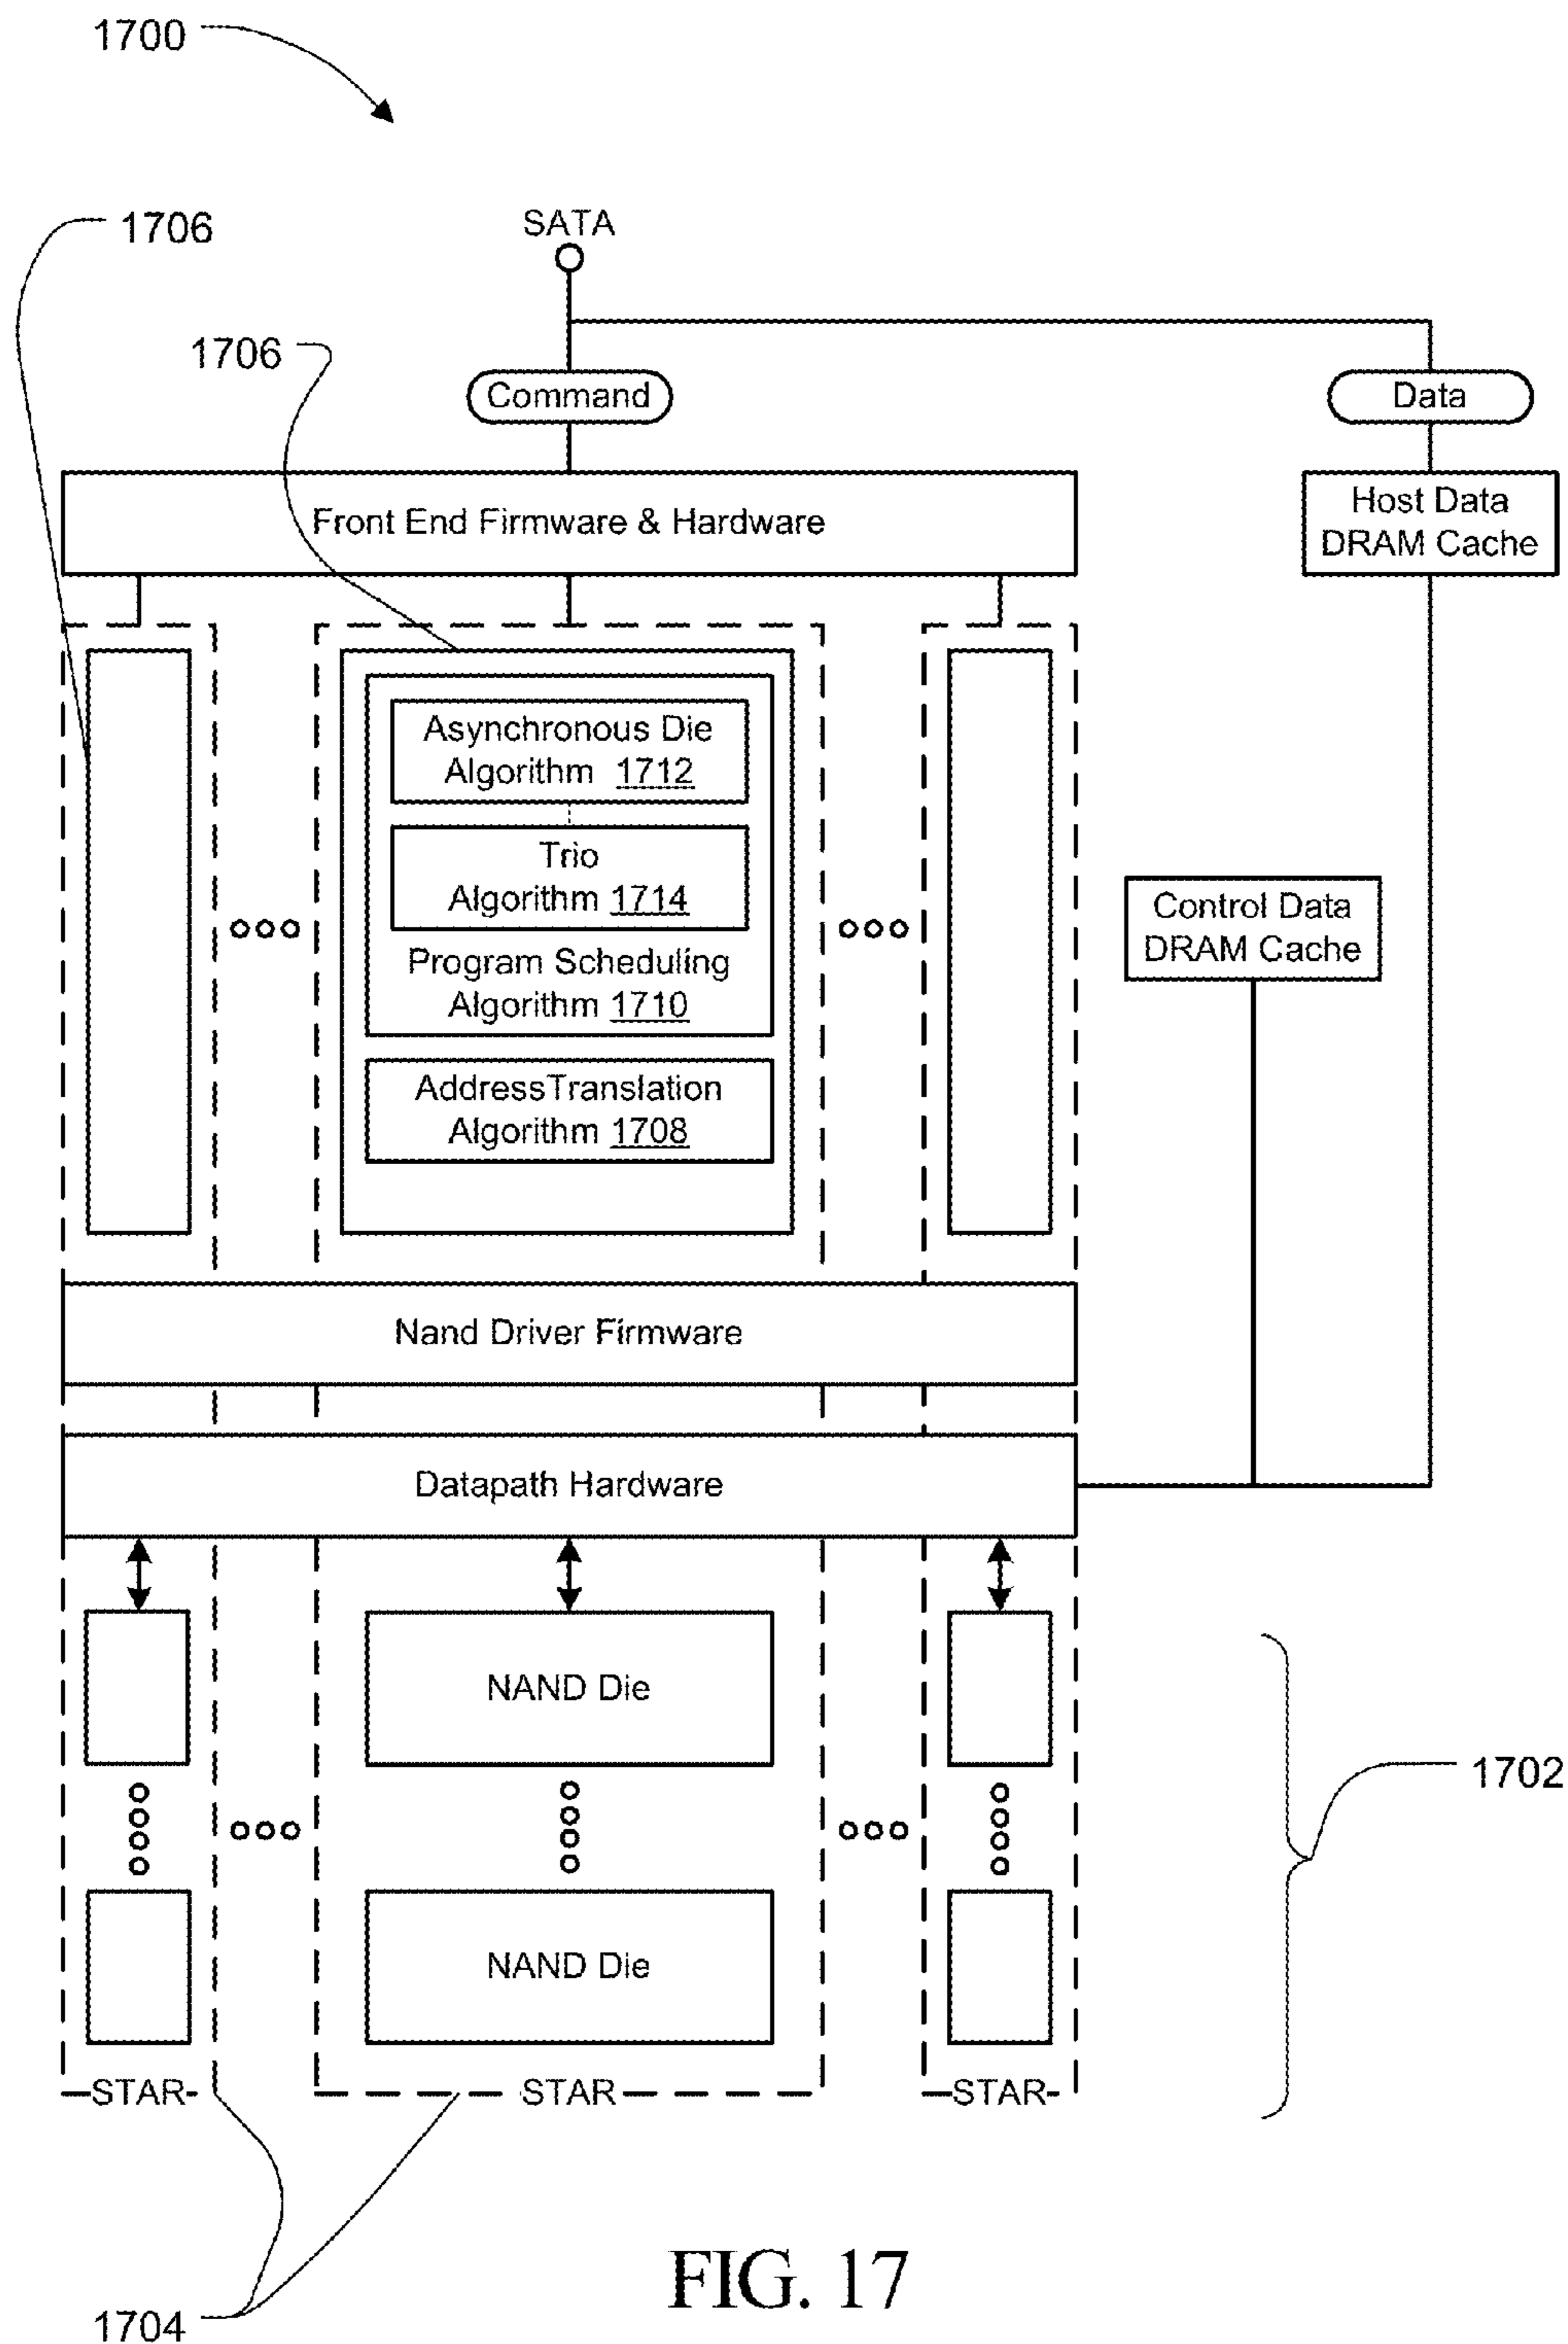 1700
1706
SATA
1706
Command
Data
Front End Firmware & Hardware
Host Data
DRAM Cache
Asynchronous Die
Algorithm 1712
Trio
Algorithm 1714
Program Scheduling
Algorithm 1710
AddressTranslation
Algorithm 1708
Control Data
DRAM Cache
Nand Driver Firmware
Datapath Hardware
NAND Die
1702
NAND Die
STAR
STAR
STAR
1704
FIG. 17